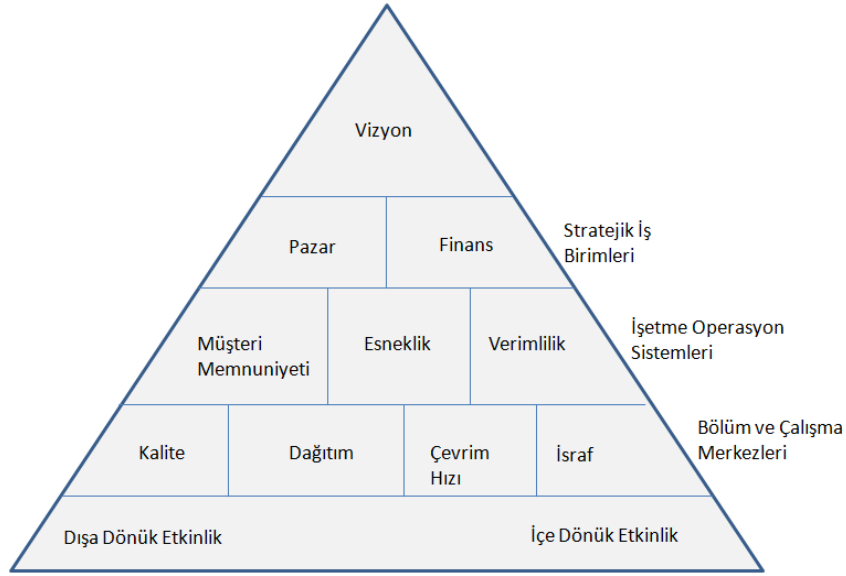 Vizyon
Pazar
Finans
Stratejik İş
Birimleri
Müşteri
Memnuniyeti
Esneklik
Verimlilik
İşetme Operasyon
Sistemleri
Kalite
Dağıtım
Çevrim
Hızı
İsraf
Bölüm ve Çalışma
Merkezleri
Dışa Dönük Etkinlik
İçe Dönük Etkinlik